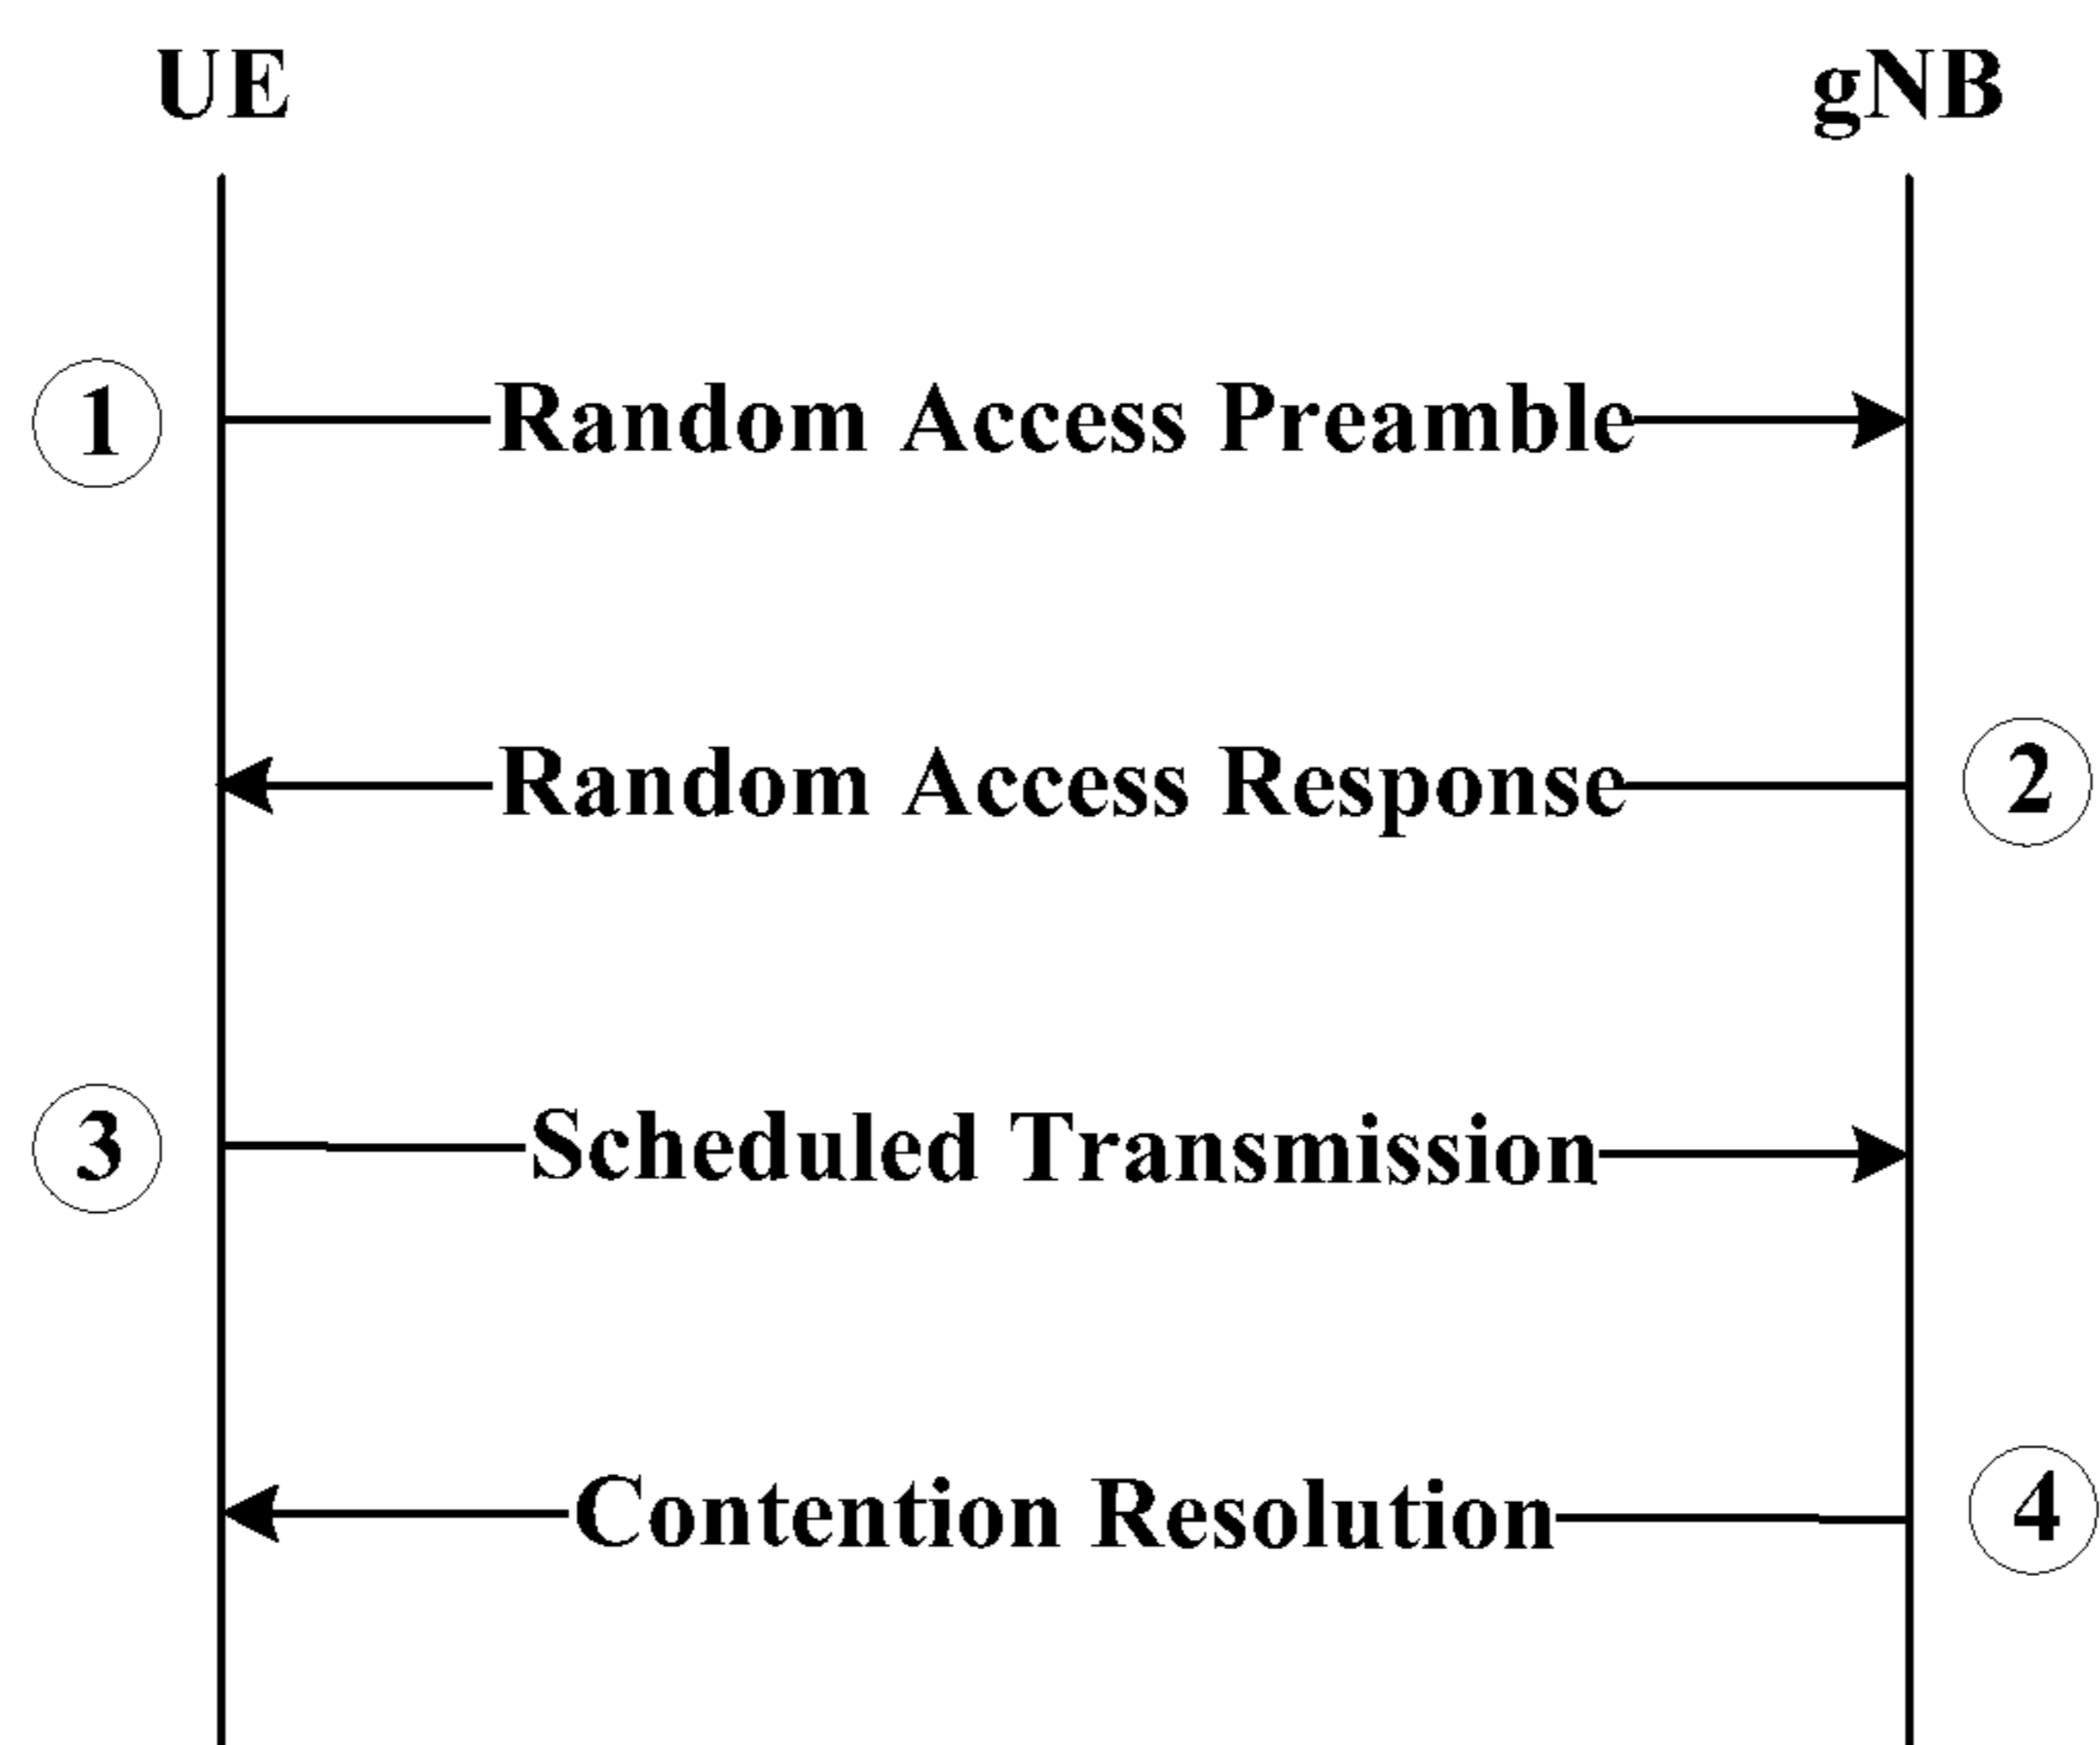 UE gNB
1 Random Access Preamble
Random Access Response 2
3 Scheduled Transmission
Contention Resolution 4